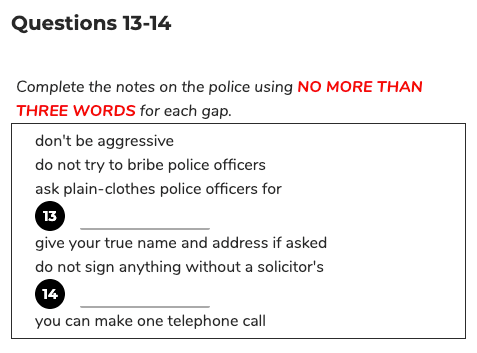 Questions 13-14
Complete the notes on the police using NO MORE THAN
THREE WORDS for each gap.
don't be aggressive
do not try to bribe police officers
ask plain-clothes police officers for
13
give your true name and address if asked
do not sign anything without a solicitor's
14
you can make one telephone call